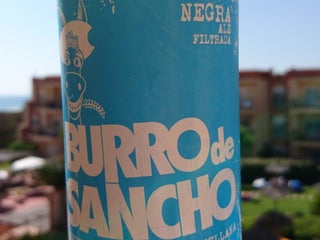 NEGRA
ALE
FILTRADA
BURRO de
SANCHO